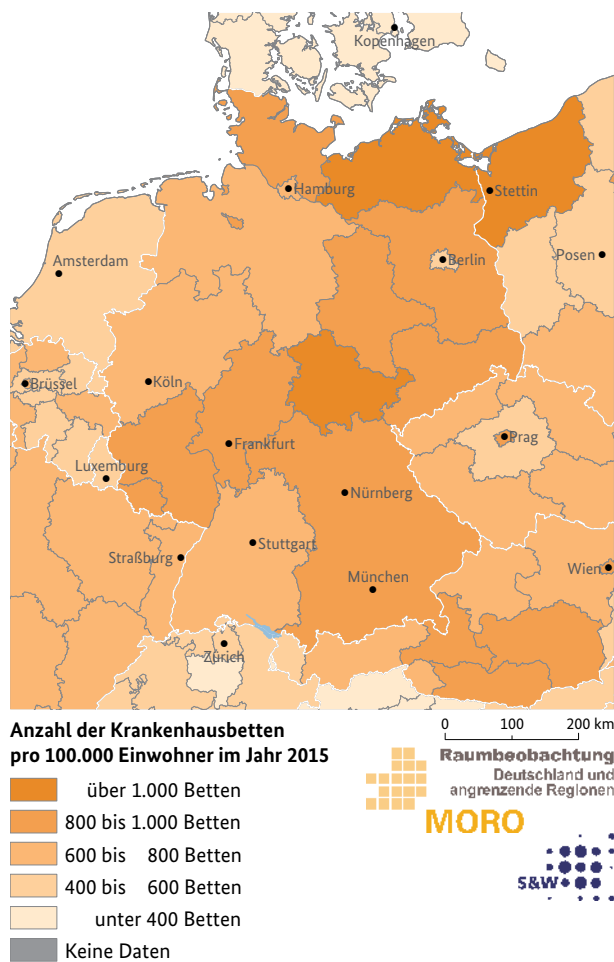 Kopenhagen
Hamburg
Stettin
Amsterdam
Berlin
Posen
Brüssel
Köln
Luxemburg
Frankfurt
Prag
Nürnberg
Straßburg
Stuttgart
München
Wien
Zürich
Anzahl der Krankenhausbetten
pro 100.000 Einwohner im Jahr 2015
über 1.000 Betten
800 bis 1.000 Betten
600 bis 800 Betten
400 bis 600 Betten
unter 400 Betten
Keine Daten
0 100 200 km
Raumbeobachtung
Deutschland und
angrenzende Regionen
MORO
S&W